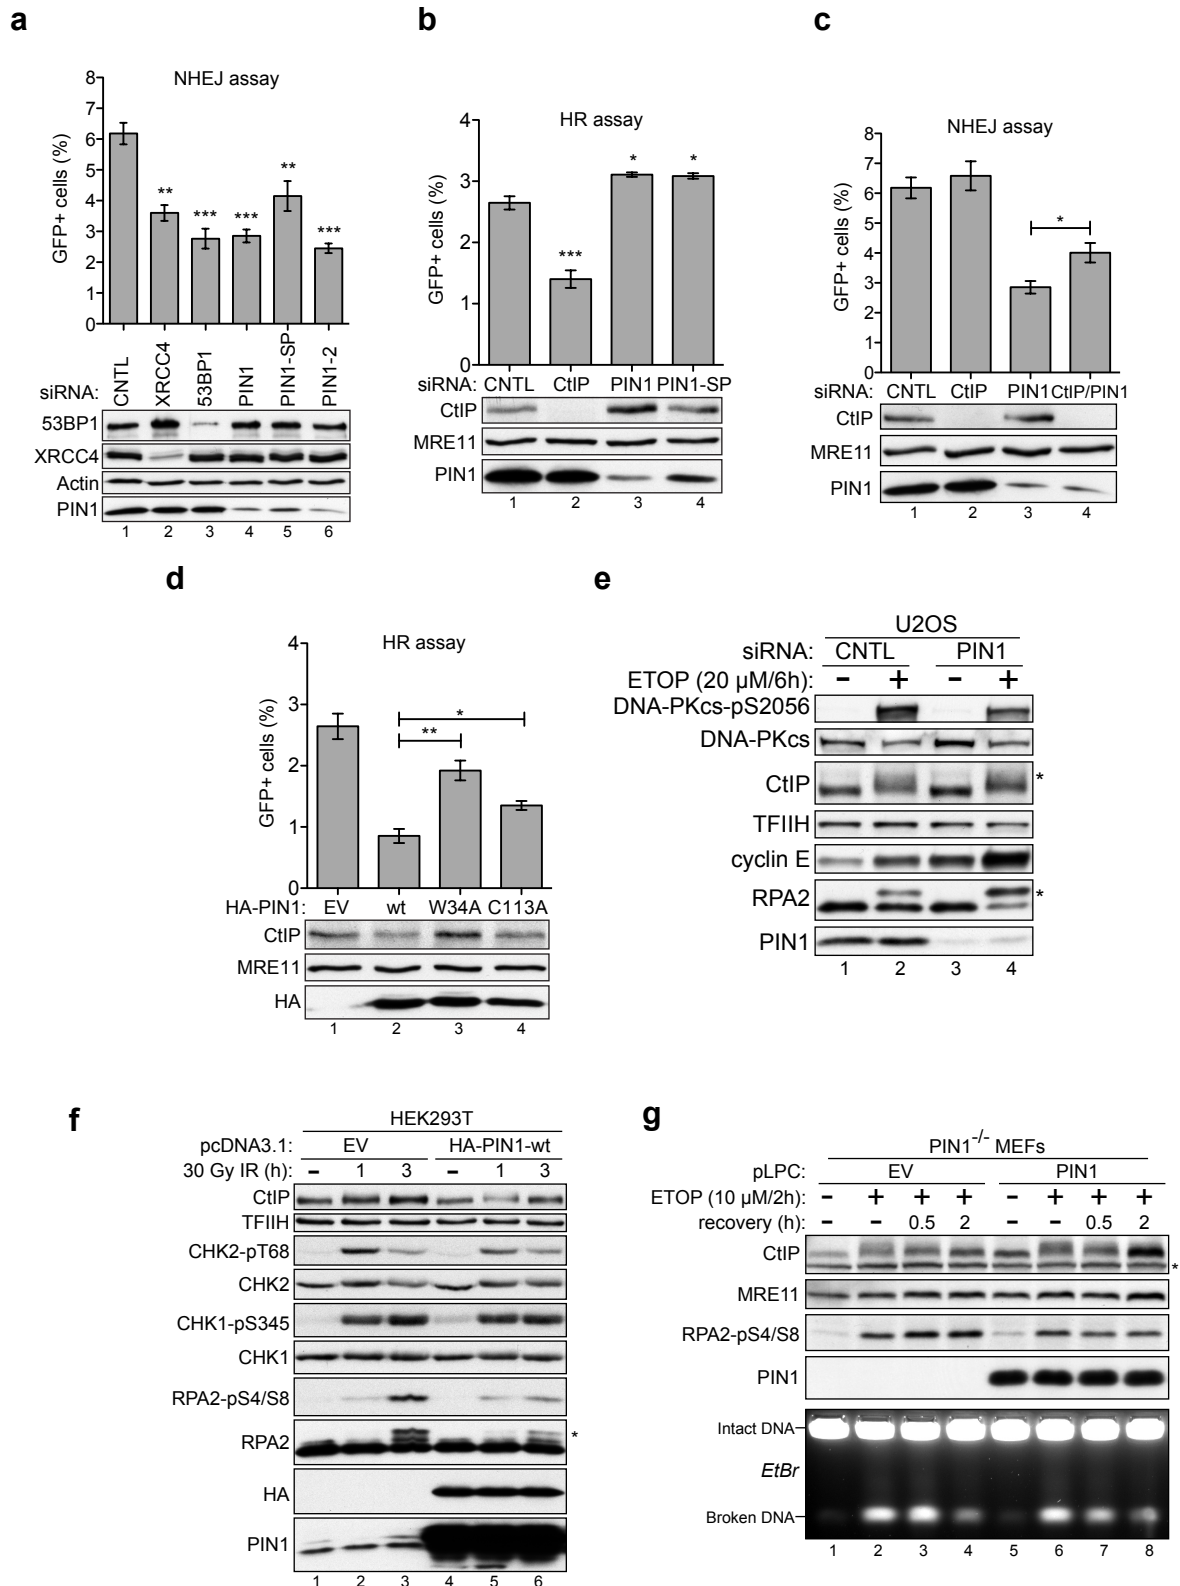 a
NHEJ assay
GFP+ cells (%)
8
7
6
5
4
3
2
1
0
** *** *** ** ***
siRNA: CNTL XRCC4 53BP1 PIN1 PIN1-SP PIN1-2
53BP1
XRCC4
Actin
PIN1
1 2 3 4 5 6
b
HR assay
GFP+ cells (%)
4
3
2
1
0
*** * *
siRNA: CNTL CtIP PIN1 PIN1-SP
CtIP
MRE11
PIN1
1 2 3 4
c
NHEJ assay
GFP+ cells (%)
8
7
6
5
4
3
2
1
0
*
siRNA: CNTL CtIP PIN1 CtIP/PIN1
CtIP
MRE11
PIN1
1 2 3 4
d
HR assay
GFP+ cells (%)
4
3
2
1
0
*
**
HA-PIN1: EV wt W34A C113A
CtIP
MRE11
HA
1 2 3 4
e
U2OS
siRNA: CNTL PIN1
ETOP (20 µM/6h): - + - +
DNA-PKcs-pS2056
DNA-PKcs
CtIP *
TFIIH
cyclin E
RPA2 *
PIN1
1 2 3 4
f
HEK293T
pcDNA3.1: EV HA-PIN1-wt
30 Gy IR (h): - 1 3 - 1 3
CtIP
TFIIH
CHK2-pT68
CHK2
CHK1-pS345
CHK1
RPA2-pS4/S8
RPA2 *
HA
PIN1
1 2 3 4 5 6
g
PIN1-/- MEFs
pLPC: EV PIN1
ETOP (10 µM/2h): - + + + - + + +
recovery (h): - - 0.5 2 - - 0.5 2
CtIP *
MRE11
RPA2-pS4/S8
PIN1
Intact DNA
EtBr
Broken DNA
1 2 3 4 5 6 7 8